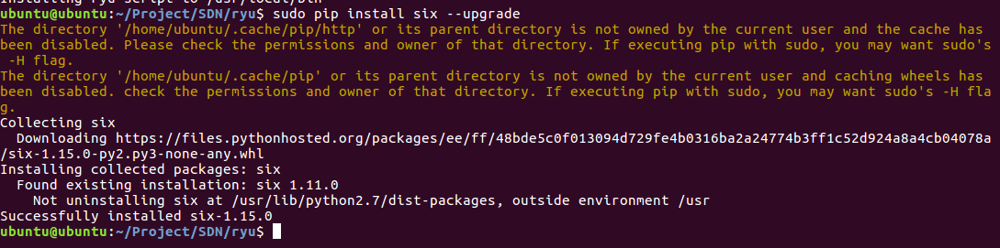 Installing ryu script to /usr/local/bin
ubuntu@ubuntu:~/Project/SDN/ryu$ sudo pip install six --upgrade
The directory '/home/ubuntu/.cache/pip/http' or its parent directory is not owned by the current user and the cache has
been disabled. Please check the permissions and owner of that directory. If executing pip with sudo, you may want sudo's
 -H flag.
The directory '/home/ubuntu/.cache/pip' or its parent directory is not owned by the current user and caching wheels has
been disabled. check the permissions and owner of that directory. If executing pip with sudo, you may want sudo's -H fla
g.
Collecting six
  Downloading https://files.pythonhosted.org/packages/ee/ff/48bde5c0f013094d729fe4b0316ba2a24774b3ff1c52d924a8a4cb04078a
/six-1.15.0-py2.py3-none-any.whl
Installing collected packages: six
  Found existing installation: six 1.11.0
    Not uninstalling six at /usr/lib/python2.7/dist-packages, outside environment /usr
Successfully installed six-1.15.0
ubuntu@ubuntu:~/Project/SDN/ryu$